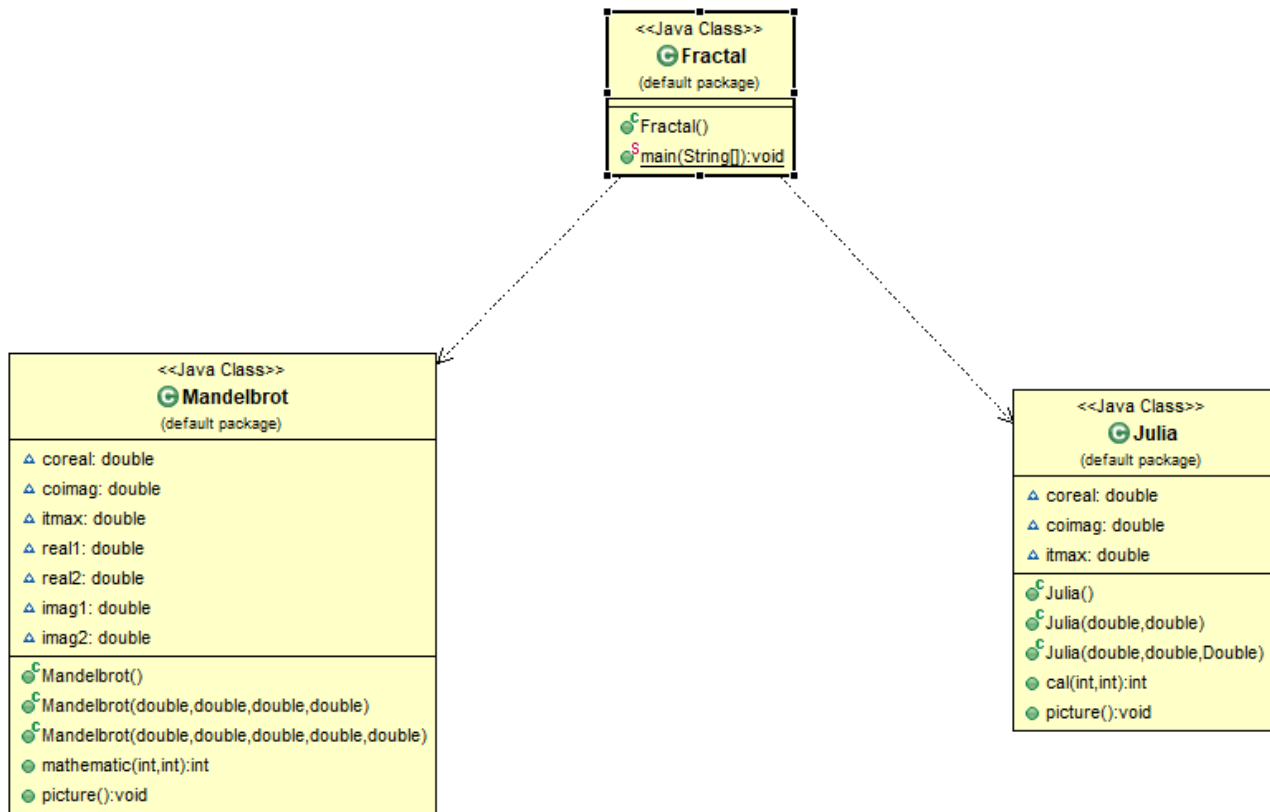 <<Java Class>>
Fractal
(default package)
Fractal()
main(String[]):void
<<Java Class>>
Mandelbrot
(default package)
coreal: double
coimag: double
itmax: double
real1: double
real2: double
imag1: double
imag2: double
Mandelbrot()
Mandelbrot(double,double,double,double)
Mandelbrot(double,double,double,double,double)
mathematic(int,int):int
picture():void
<<Java Class>>
Julia
(default package)
coreal: double
coimag: double
itmax: double
Julia()
Julia(double,double)
Julia(double,double,Double)
cal(int,int):int
picture():void